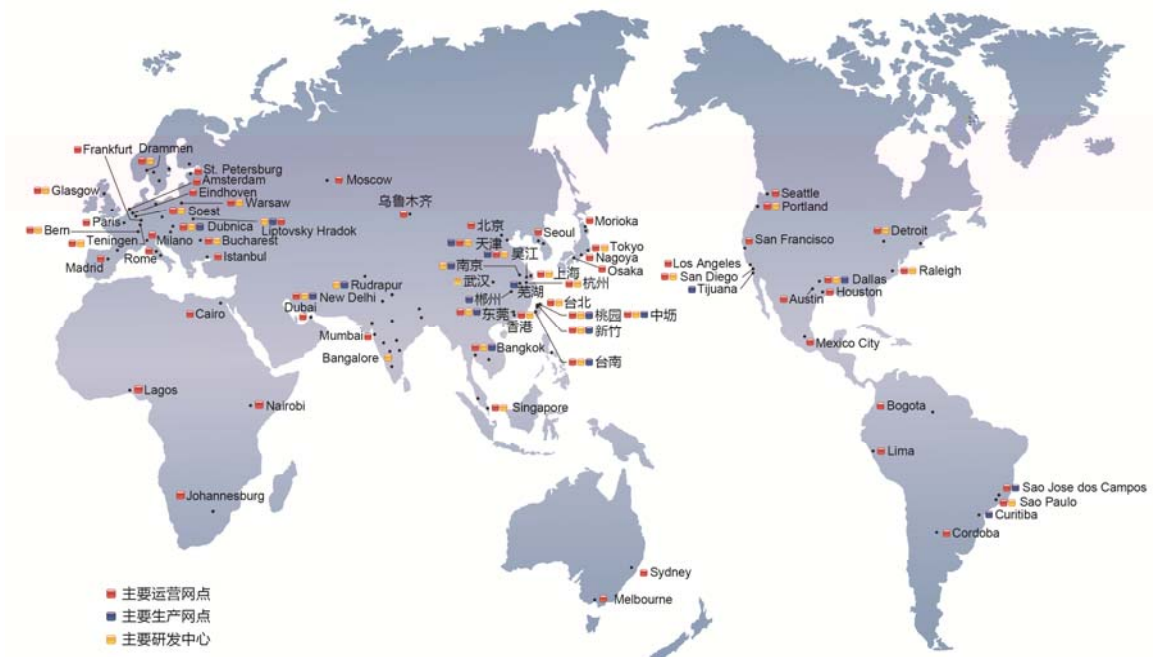 Frankfurt
Drammen
St. Petersburg
Amsterdam
Eindhoven
Glasgow
Warsaw
Soest
Paris
Dubnica
Liptovsky Hradok
Bern
Teningen
Milano
Bucharest
Rome
Istanbul
Madrid
Moscow
乌鲁木齐
北京
天津
吴江
南京
上海
武汉
杭州
芜湖
郴州
台北
东莞
香港
桃园
中坜
新竹
台南
Seoul
Morioka
Tokyo
Nagoya
Osaka
Rudrapur
New Delhi
Dubai
Cairo
Mumbai
Bangalore
Bangkok
Singapore
Lagos
Nairobi
Johannesburg
Sydney
Melbourne
Seattle
Portland
San Francisco
Detroit
Los Angeles
San Diego
Tijuana
Raleigh
Dallas
Austin
Houston
Mexico City
Bogota
Lima
Sao Jose dos Campos
Sao Paulo
Curitiba
Cordoba
主要运营网点
主要生产网点
主要研发中心